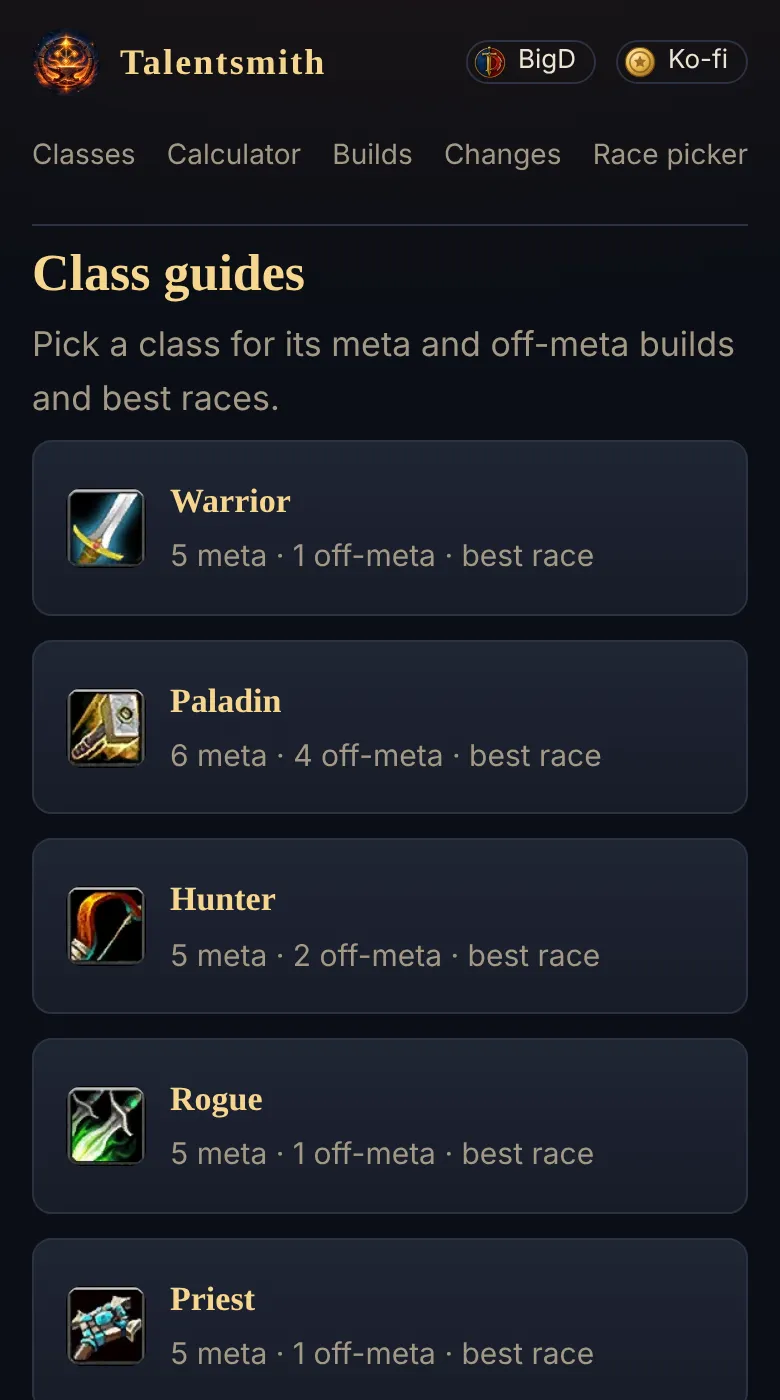 Talentsmith
BigD
Ko-fi
Classes
Calculator
Builds
Changes
Race picker
Class guides
Pick a class for its meta and off-meta builds
and best races.
Warrior
5 meta · 1 off-meta · best race
Paladin
6 meta · 4 off-meta · best race
Hunter
5 meta · 2 off-meta · best race
Rogue
5 meta · 1 off-meta · best race
Priest
5 meta · 1 off-meta · best race